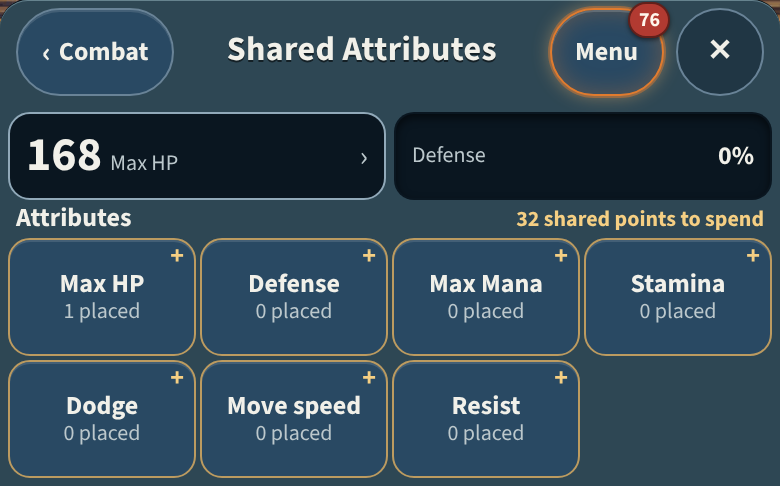 ‹ Combat
Shared Attributes
Menu
76
✕
168 Max HP ›
Defense 0%
Attributes
32 shared points to spend
+
Max HP
1 placed
+
Defense
0 placed
+
Max Mana
0 placed
+
Stamina
0 placed
+
Dodge
0 placed
+
Move speed
0 placed
+
Resist
0 placed